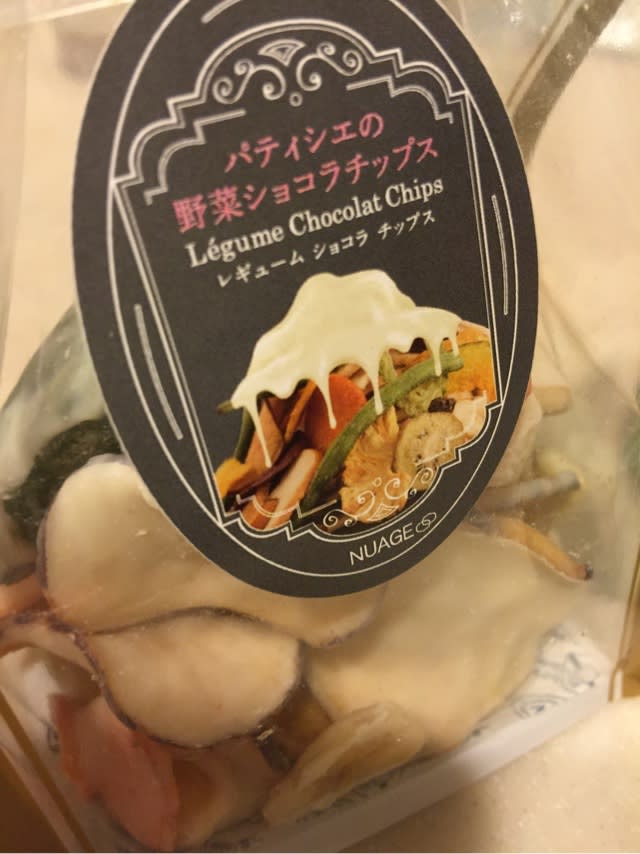 パティシエの
野菜ショコラチップス
Légume Chocolat Chips
レギューム ショコラ チップス
NUAGE